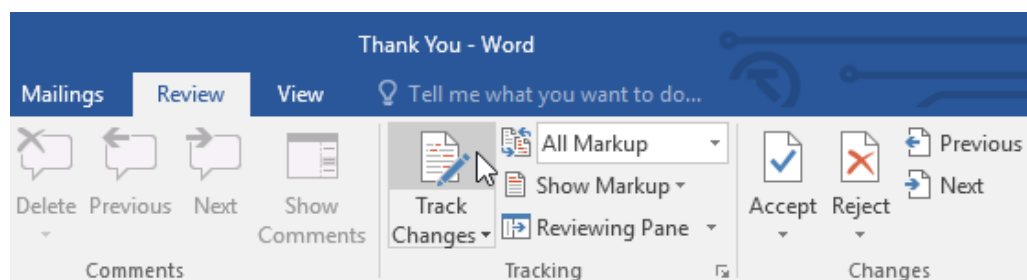 Thank You - Word
Mailings Review View Tell me what you want to do...
All Markup Previous
Show Markup Next
Delete Previous Next Show Comments Track Changes Reviewing Pane Accept Reject
Comments Tracking Changes